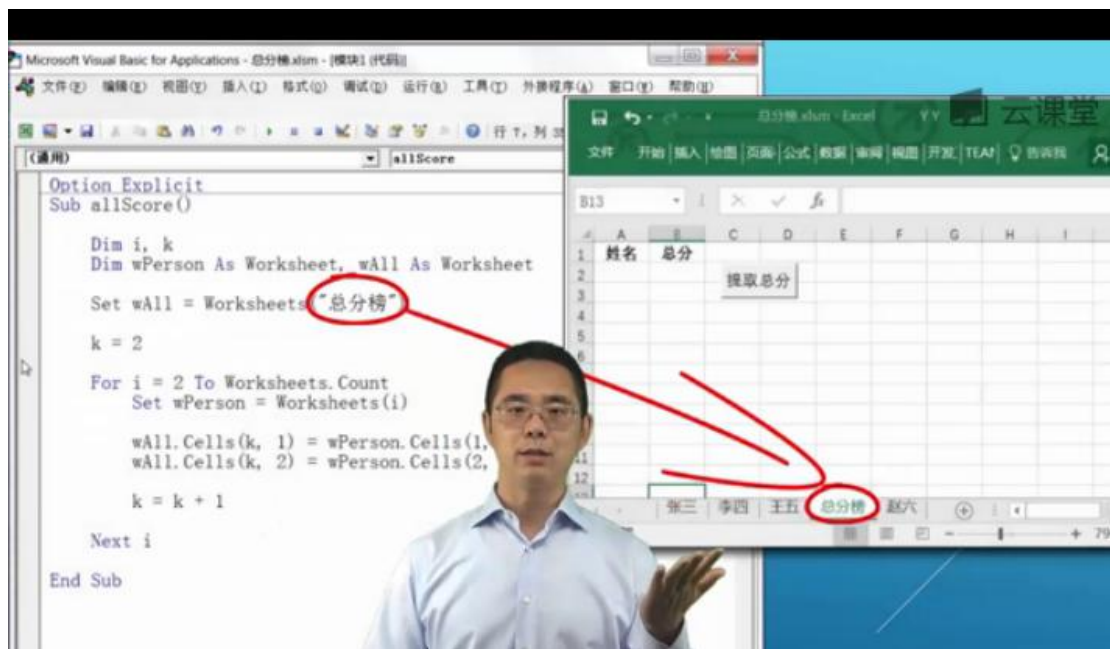 Microsoft Visual Basic for Applications - 总分榜.xlsm - [模块1 (代码)]
文件(F) 编辑(E) 视图(V) 插入(I) 格式(O) 调试(D) 运行(R) 工具(T) 外接程序(A) 窗口(W) 帮助(H)
行 7, 列
(通用)
allScore
Option Explicit
Sub allScore()
Dim i, k
Dim wPerson As Worksheet, wAll As Worksheet
Set wAll = Worksheets("总分榜"
k = 2
For i = 2 To Worksheets.Count
Set wPerson = Worksheets(i)
wAll.Cells(k, 1) = wPerson.Cells(1,
wAll.Cells(k, 2) = wPerson.Cells(2,
k = k + 1
Next i
End Sub
总分榜.xlsm - Excel
Y Y
云课堂
文件 开始 插入 绘图 页面 公式 数据 审阅 视图 开发 TEAM 告诉我
B13
fx
A B C D E F G H I
1 姓名 总分
2
提取总分
3
4
5
6
11
12
张三 李四 王五 总分榜 赵六
79